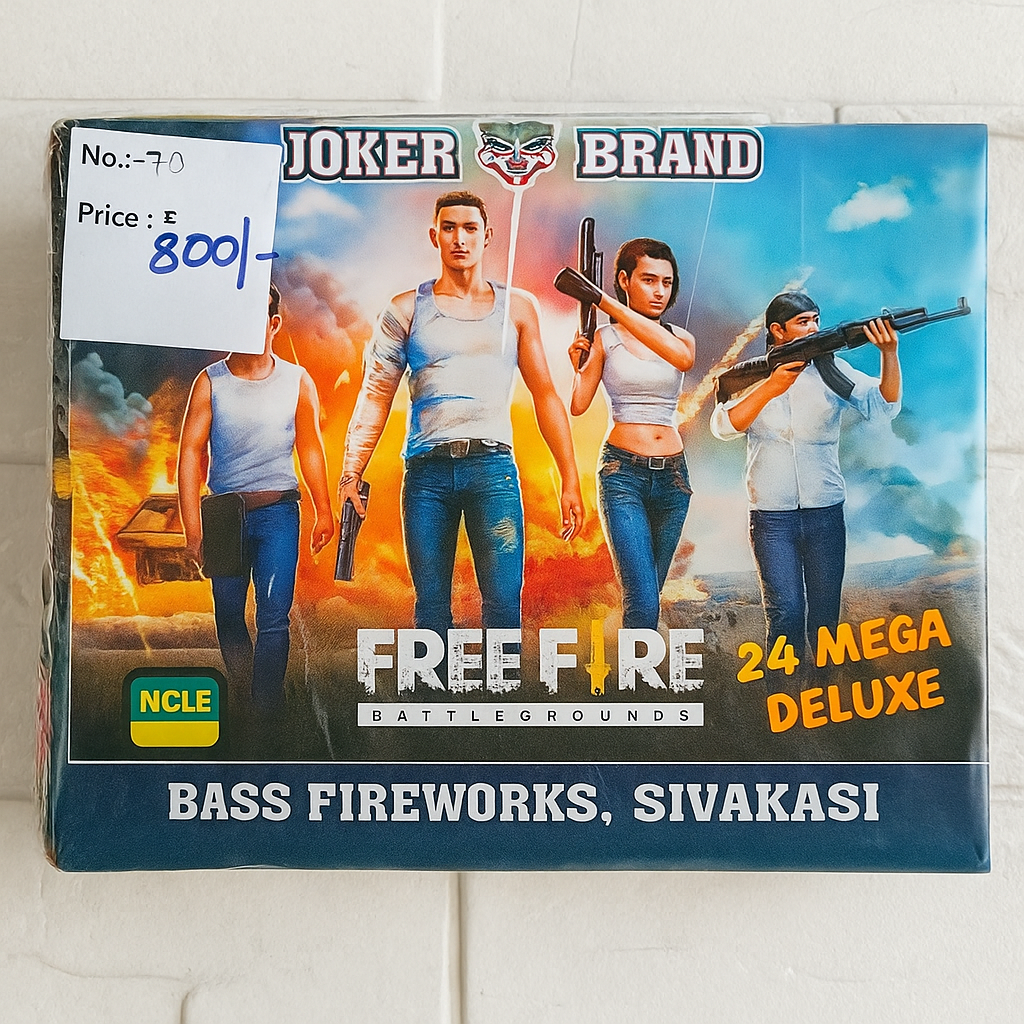 JOKER BRAND
No.:-70
Price : £
800/-
FREE FIRE
BATTLEGROUNDS
24 MEGA
DELUXE
NCLE
BASS FIREWORKS, SIVAKASI